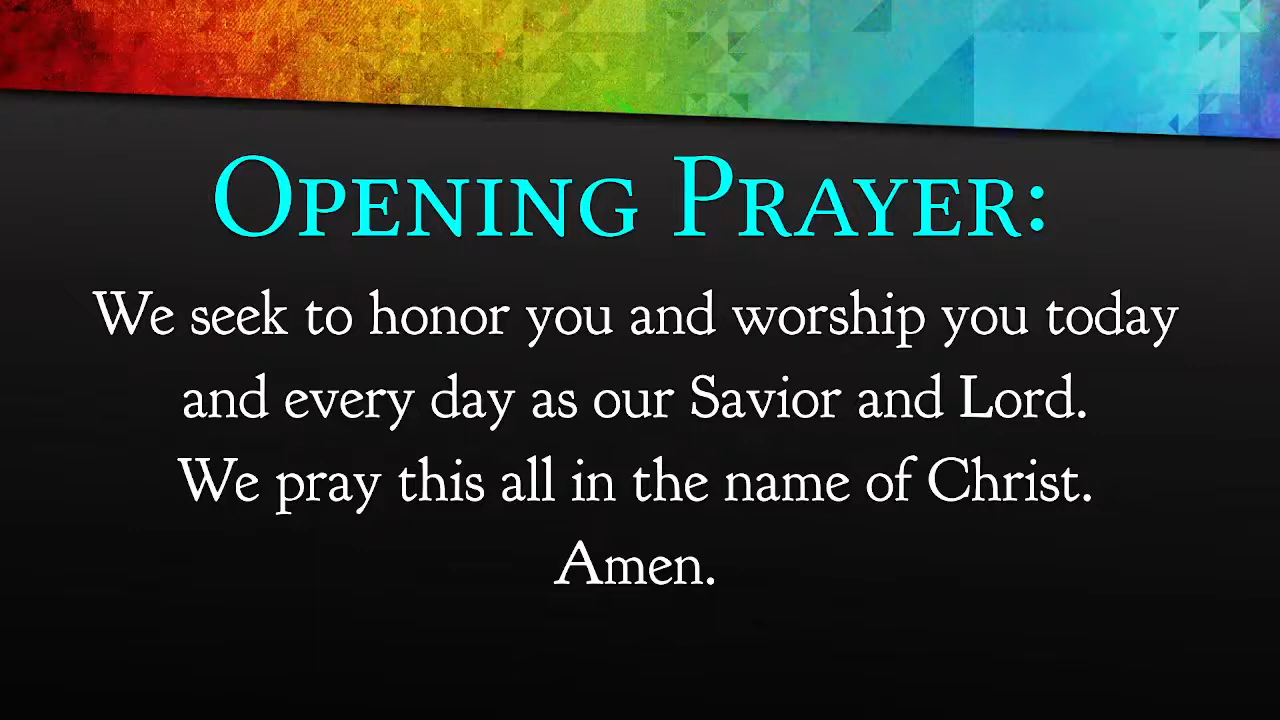 Opening Prayer:
We seek to honor you and worship you today
and every day as our Savior and Lord.
We pray this all in the name of Christ.
Amen.